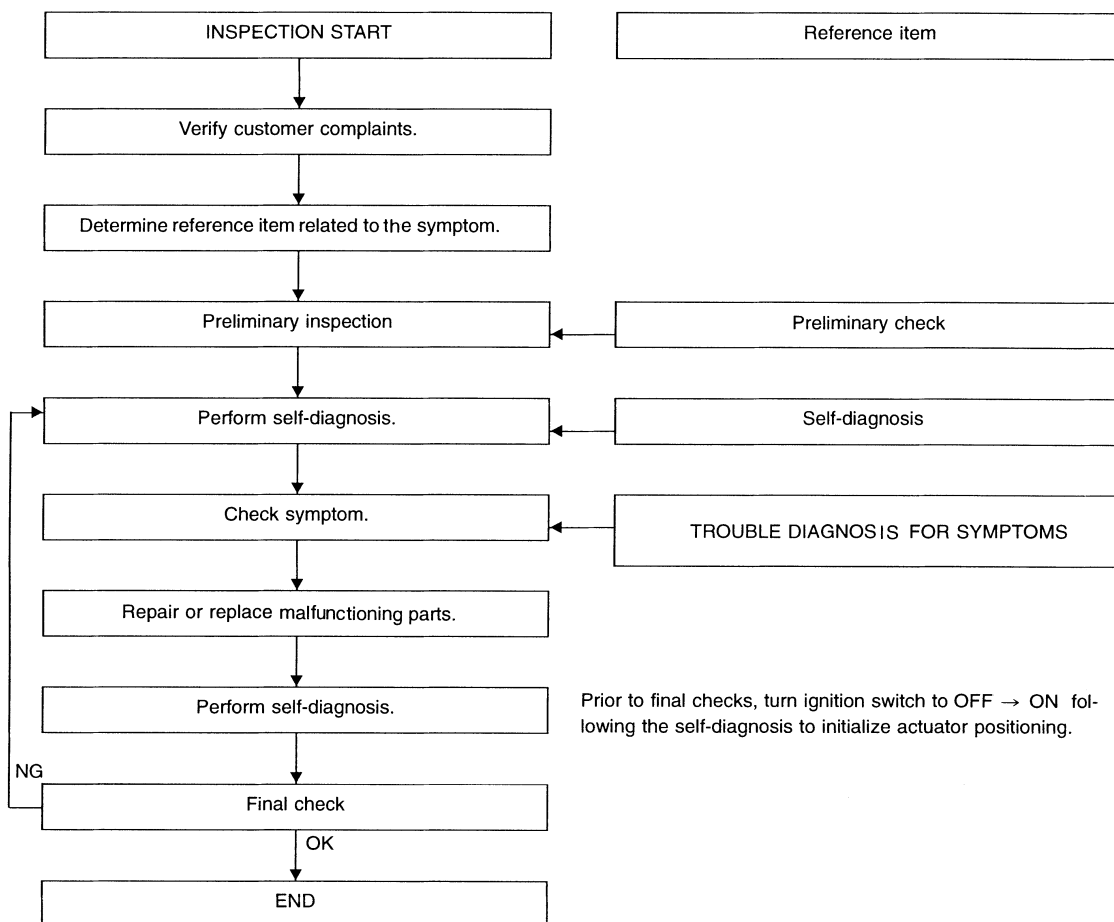 INSPECTION START
Reference item
Verify customer complaints.
Determine reference item related to the symptom.
Preliminary inspection
Preliminary check
Perform self-diagnosis.
Self-diagnosis
Check symptom.
TROUBLE DIAGNOSIS FOR SYMPTOMS
Repair or replace malfunctioning parts.
Perform self-diagnosis.
Prior to final checks, turn ignition switch to OFF → ON fol-
lowing the self-diagnosis to initialize actuator positioning.
NG
Final check
OK
END